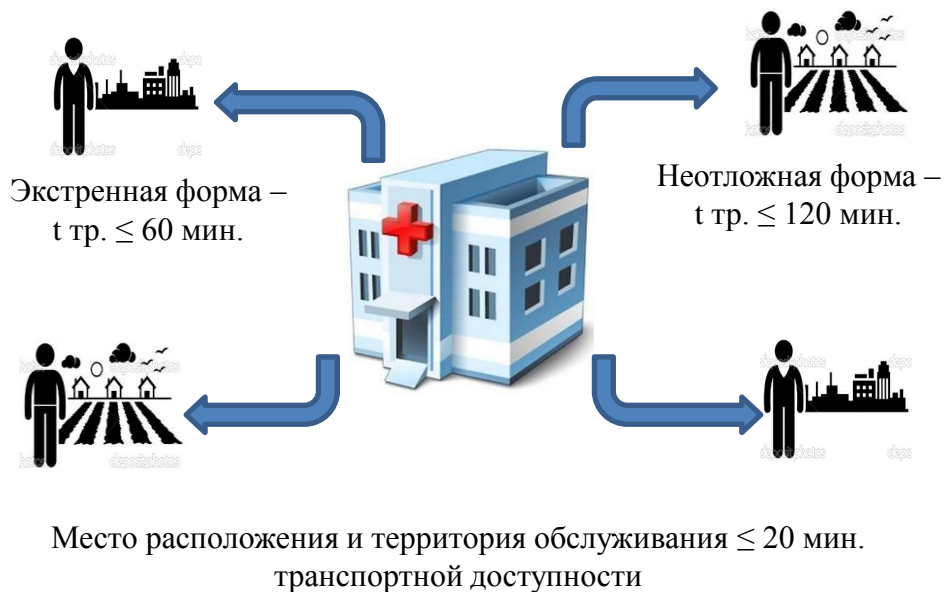 Экстренная форма –
t тр. ≤ 60 мин.
Неотложная форма –
t тр. ≤ 120 мин.
Место расположения и территория обслуживания ≤ 20 мин.
транспортной доступности